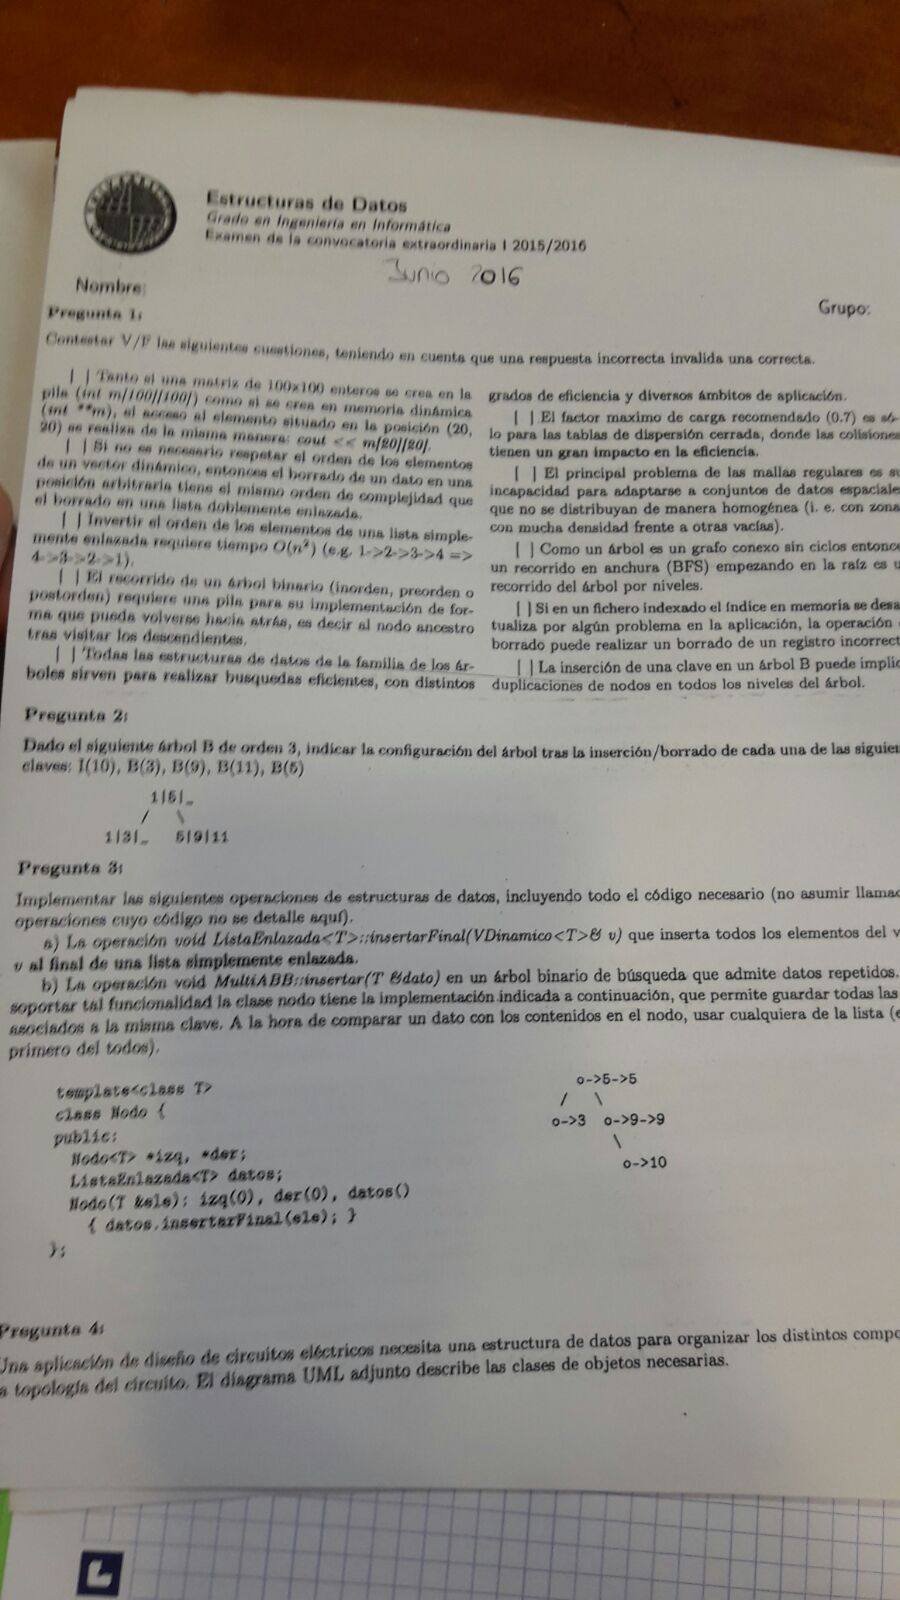 Estructuras de Datos
Grado en Ingeniería en Informática
Examen de la convocatoria extraordinaria I 2015/2016
Junio 2016
Nombre:
Grupo:
Pregunta 1:
Contestar V/F las siguientes cuestiones, teniendo en cuenta que una respuesta incorrecta invalida una correcta.
[ ] Tanto si una matriz de 100x100 enteros se crea en la
pila (int m[100][100]) como si se crea en memoria dinámica
(int **m), el acceso al elemento situado en la posición (20,
20) se realiza de la misma manera: cout << m[20][20].
[ ] Si no es necesario respetar el orden de los elementos
de un vector dinámico, entonces el borrado de un dato en una
posición arbitraria tiene el mismo orden de complejidad que
el borrado en una lista doblemente enlazada.
[ ] Invertir el orden de los elementos de una lista simple-
mente enlazada requiere tiempo O(n²) (e.g. 1->2->3->4 =>
4->3->2->1).
[ ] El recorrido de un árbol binario (inorden, preorden o
postorden) requiere una pila para su implementación de for-
ma que pueda volverse hacia atrás, es decir al nodo ancestro
tras visitar los descendientes.
[ ] Todas las estructuras de datos de la familia de los ár-
boles sirven para realizar busquedas eficientes, con distintos
grados de eficiencia y diversos ámbitos de aplicación.
[ ] El factor maximo de carga recomendado (0.7) es só-
lo para las tablas de dispersión cerrada, donde las colisiones
tienen un gran impacto en la eficiencia.
[ ] El principal problema de las mallas regulares es su
incapacidad para adaptarse a conjuntos de datos espaciale
que no se distribuyan de manera homogénea (i. e. con zona
con mucha densidad frente a otras vacías).
[ ] Como un árbol es un grafo conexo sin ciclos entonce
un recorrido en anchura (BFS) empezando en la raíz es u
recorrido del árbol por niveles.
[ ] Si en un fichero indexado el índice en memoria se desa
tualiza por algún problema en la aplicación, la operación
borrado puede realizar un borrado de un registro incorrect
[ ] La inserción de una clave en un árbol B puede implic
duplicaciones de nodos en todos los niveles del árbol.
Pregunta 2:
Dado el siguiente árbol B de orden 3, indicar la configuración del árbol tras la inserción/borrado de cada una de las siguien
claves: I(10), B(3), B(9), B(11), B(5)
1|5|_
/ \
1|3|_ 5|9|11
Pregunta 3:
Implementar las siguientes operaciones de estructuras de datos, incluyendo todo el código necesario (no asumir llamad
operaciones cuyo código no se detalle aquí).
a) La operación void ListaEnlazada<T>::insertarFinal(VDinamico<T>& v) que inserta todos los elementos del v
v al final de una lista simplemente enlazada.
b) La operación void MultiABB::insertar(T &dato) en un árbol binario de búsqueda que admite datos repetidos.
soportar tal funcionalidad la clase nodo tiene la implementación indicada a continuación, que permite guardar todas las
asociados a la misma clave. A la hora de comparar un dato con los contenidos en el nodo, usar cualquiera de la lista (e
primero del todos).
template<class T>
class Nodo {
public:
Nodo<T> *izq, *der;
ListaEnlazada<T> datos;
Nodo(T &ele): izq(0), der(0), datos()
{ datos.insertarFinal(ele); }
};
o->5->5
/ \
o->3 o->9->9
\
o->10
Pregunta 4:
Una aplicación de diseño de circuitos eléctricos necesita una estructura de datos para organizar los distintos compo
a topología del circuito. El diagrama UML adjunto describe las clases de objetos necesarias.